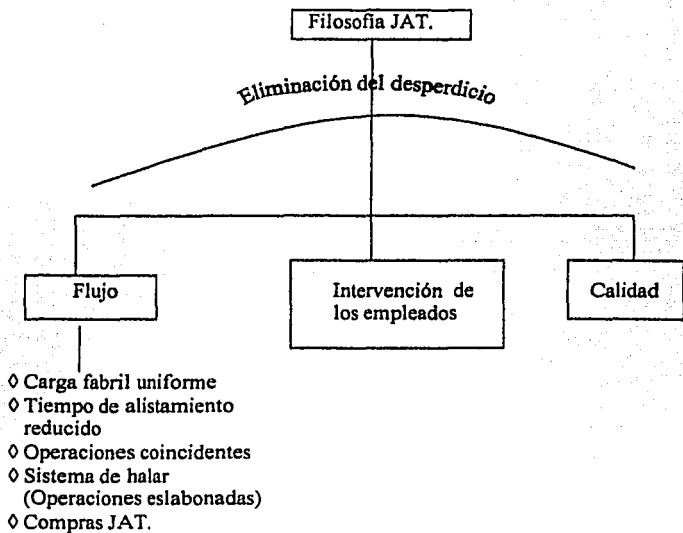 Filosofia JAT.
Eliminación del desperdicio
Flujo
Intervención de
los empleados
Calidad
◊ Carga fabril uniforme
◊ Tiempo de alistamiento
reducido
◊ Operaciones coincidentes
◊ Sistema de halar
(Operaciones eslabonadas)
◊ Compras JAT.